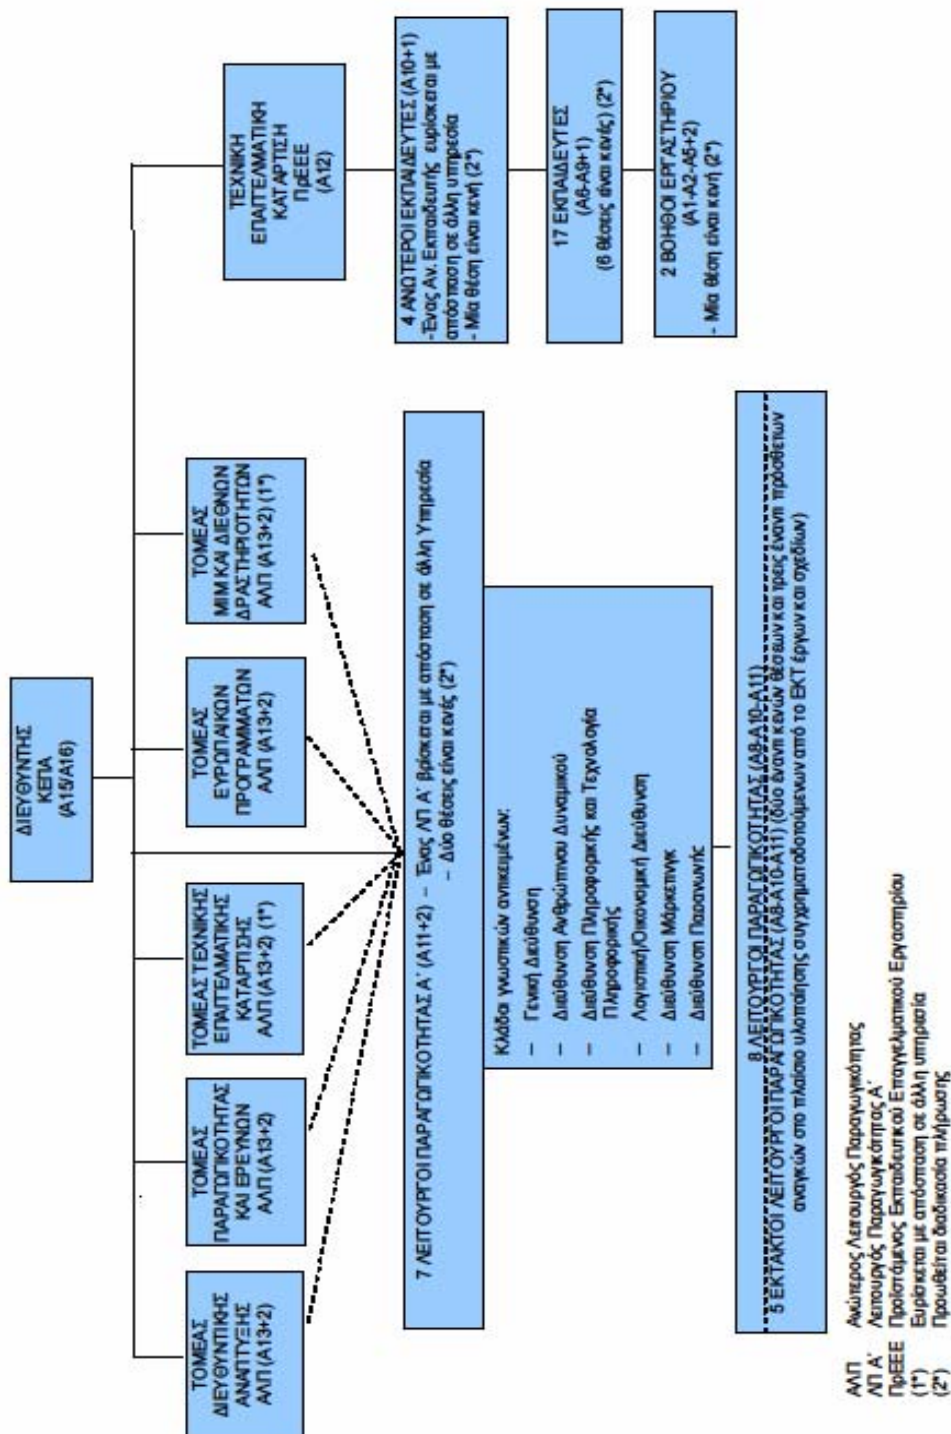 ΔΙΕΥΘΥΝΤΗΣ
ΚΕΠΑ
(Α15/Α16)
ΤΟΜΕΑΣ
ΔΙΕΥΘΥΝΤΙΚΗΣ
ΑΝΑΠΤΥΞΗΣ
ΑΛΠ (Α13+2)
ΤΟΜΕΑΣ
ΠΑΡΑΓΩΓΙΚΟΤΗΤΑΣ
ΚΑΙ ΕΡΕΥΝΩΝ
ΑΛΠ (Α13+2)
ΤΟΜΕΑΣ ΤΕΧΝΙΚΗΣ
ΕΠΑΓΓΕΛΜΑΤΙΚΗΣ
ΚΑΤΑΡΤΙΣΗΣ
ΑΛΠ (Α13+2) (1*)
ΤΟΜΕΑΣ
ΕΥΡΩΠΑΙΚΩΝ
ΠΡΟΓΡΑΜΜΑΤΩΝ
ΑΛΠ (Α13+2)
ΤΟΜΕΑΣ
ΜΙΜ ΚΑΙ ΔΙΕΘΝΩΝ
ΔΡΑΣΤΗΡΙΟΤΗΤΩΝ
ΑΛΠ (Α13+2) (1*)
ΤΕΧΝΙΚΗ
ΕΠΑΓΓΕΛΜΑΤΙΚΗ
ΚΑΤΑΡΤΙΣΗ
ΠρΕΕΕ
(Α12)
4 ΑΝΩΤΕΡΟΙ ΕΚΠΑΙΔΕΥΤΕΣ (Α10+1)
-Ένας Αν. Εκπαιδευτής ευρίσκεται με
απόσπαση σε άλλη υπηρεσία
- Μία θέση είναι κενή (2*)
17 ΕΚΠΑΙΔΕΥΤΕΣ
(Α6-Α9+1)
(6 θέσεις είναι κενές) (2*)
2 ΒΟΗΘΟΙ ΕΡΓΑΣΤΗΡΙΟΥ
(Α1-Α2-Α5+2)
- Μία θέση είναι κενή (2*)
7 ΛΕΙΤΟΥΡΓΟΙ ΠΑΡΑΓΩΓΙΚΟΤΗΤΑΣ Α΄ (Α11+2) – Ένας ΛΠ Α΄ βρίσκεται με απόσπαση σε άλλη Υπηρεσία
– Δύο θέσεις είναι κενές (2*)
Κλάδοι γνωστικών αντικειμένων:
– Γενική Διεύθυνση
– Διεύθυνση Ανθρώπινου Δυναμικού
– Διεύθυνση Πληροφορικής και Τεχνολογία
Πληροφορικής
– Λογιστική/Οικονομική Διεύθυνση
– Διεύθυνση Μάρκετινγκ
– Διεύθυνση Παραγωγής
8 ΛΕΙΤΟΥΡΓΟΙ ΠΑΡΑΓΩΓΙΚΟΤΗΤΑΣ (Α8-Α10-Α11)
5 ΕΚΤΑΚΤΟΙ ΛΕΙΤΟΥΡΓΟΙ ΠΑΡΑΓΩΓΙΚΟΤΗΤΑΣ (Α8-Α10-Α11) (δύο έναντι κενών θέσεων και τρεις έναντι πρόσθετων
αναγκών στο πλαίσιο υλοποίησης συγχρηματοδοτούμενων από το ΕΚΤ έργων και σχεδίων)
ΑΛΠ Ανώτερος Λειτουργός Παραγωγικότητας
ΛΠ Α΄ Λειτουργός Παραγωγικότητας Α΄
ΠρΕΕΕ Προϊστάμενος Εκπαιδευτικού Επαγγελματικού Εργαστηρίου
(1*) Ευρίσκεται με απόσπαση σε άλλη υπηρεσία
(2*) Προωθείται διαδικασία πλήρωσης